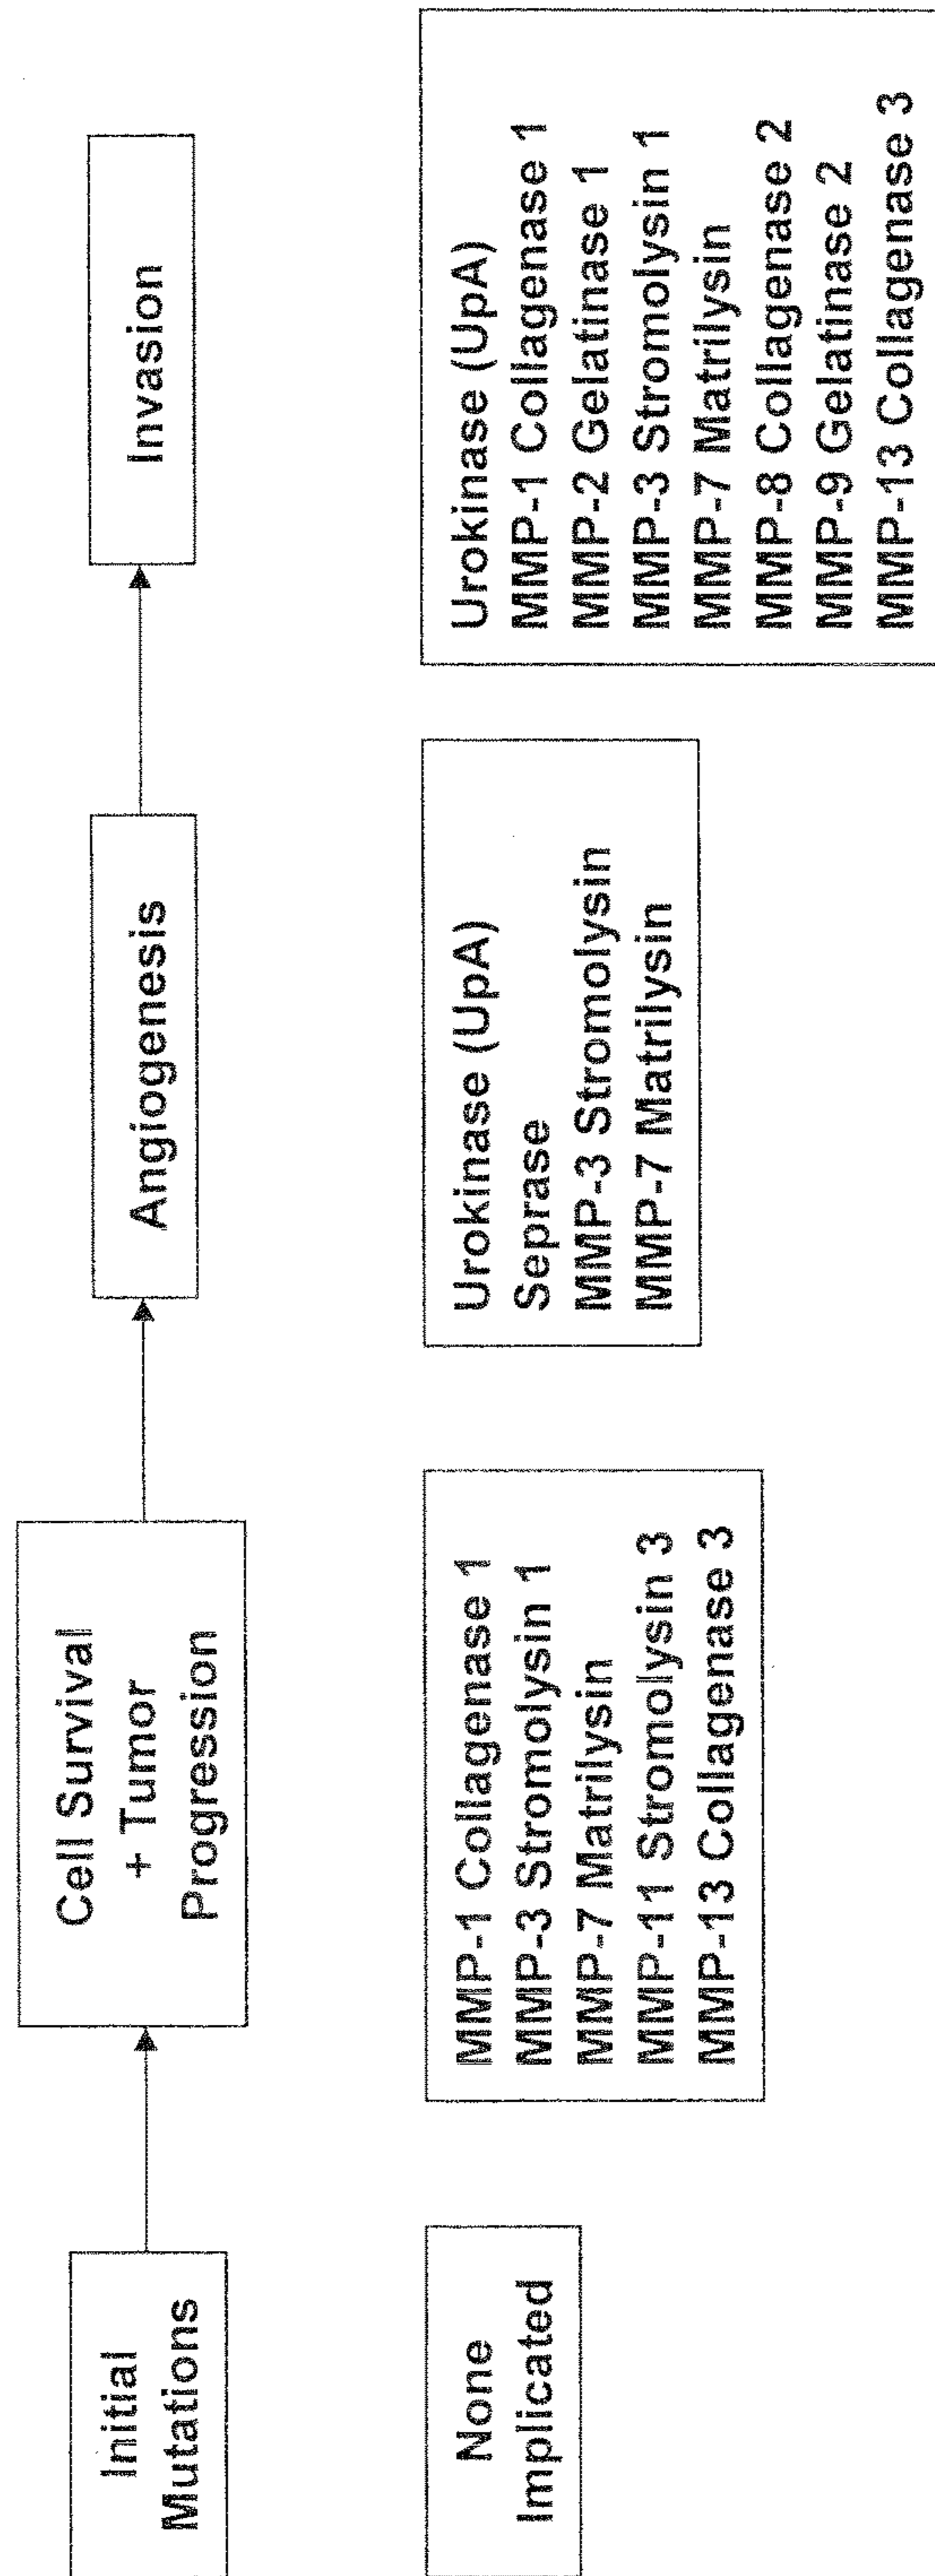 Initial
Mutations
Cell Survival
+ Tumor
Progression
Angiogenesis
Invasion
None
Implicated
MMP-1 Collagenase 1
MMP-3 Stromolysin 1
MMP-7 Matrilysin
MMP-11 Stromolysin 3
MMP-13 Collagenase 3
Urokinase (UpA)
Seprase
MMP-3 Stromolysin
MMP-7 Matrilysin
Urokinase (UpA)
MMP-1 Collagenase 1
MMP-2 Gelatinase 1
MMP-3 Stromolysin 1
MMP-7 Matrilysin
MMP-8 Collagenase 2
MMP-9 Gelatinase 2
MMP-13 Collagenase 3